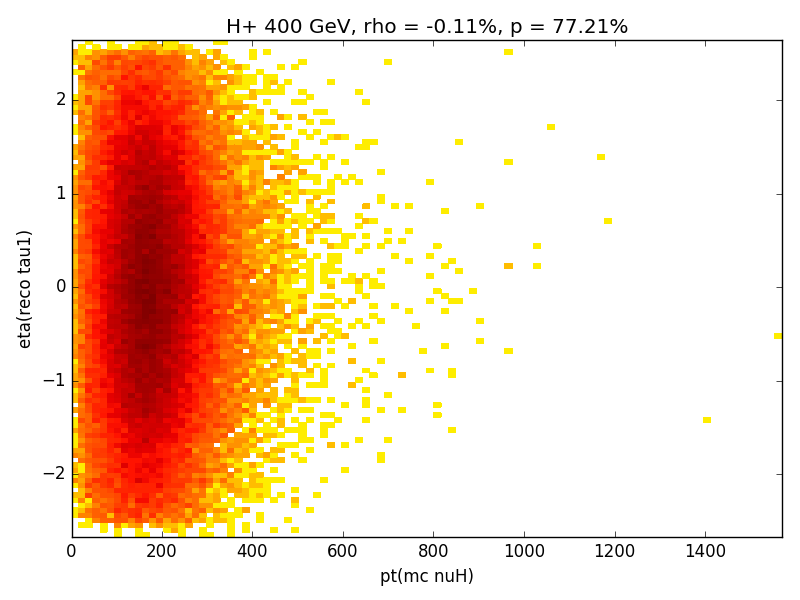 H+ 400 GeV, rho = -0.11%, p = 77.21%
eta(reco tau1)
2
1
0
−1
−2
0 200 400 600 800 1000 1200 1400
pt(mc nuH)